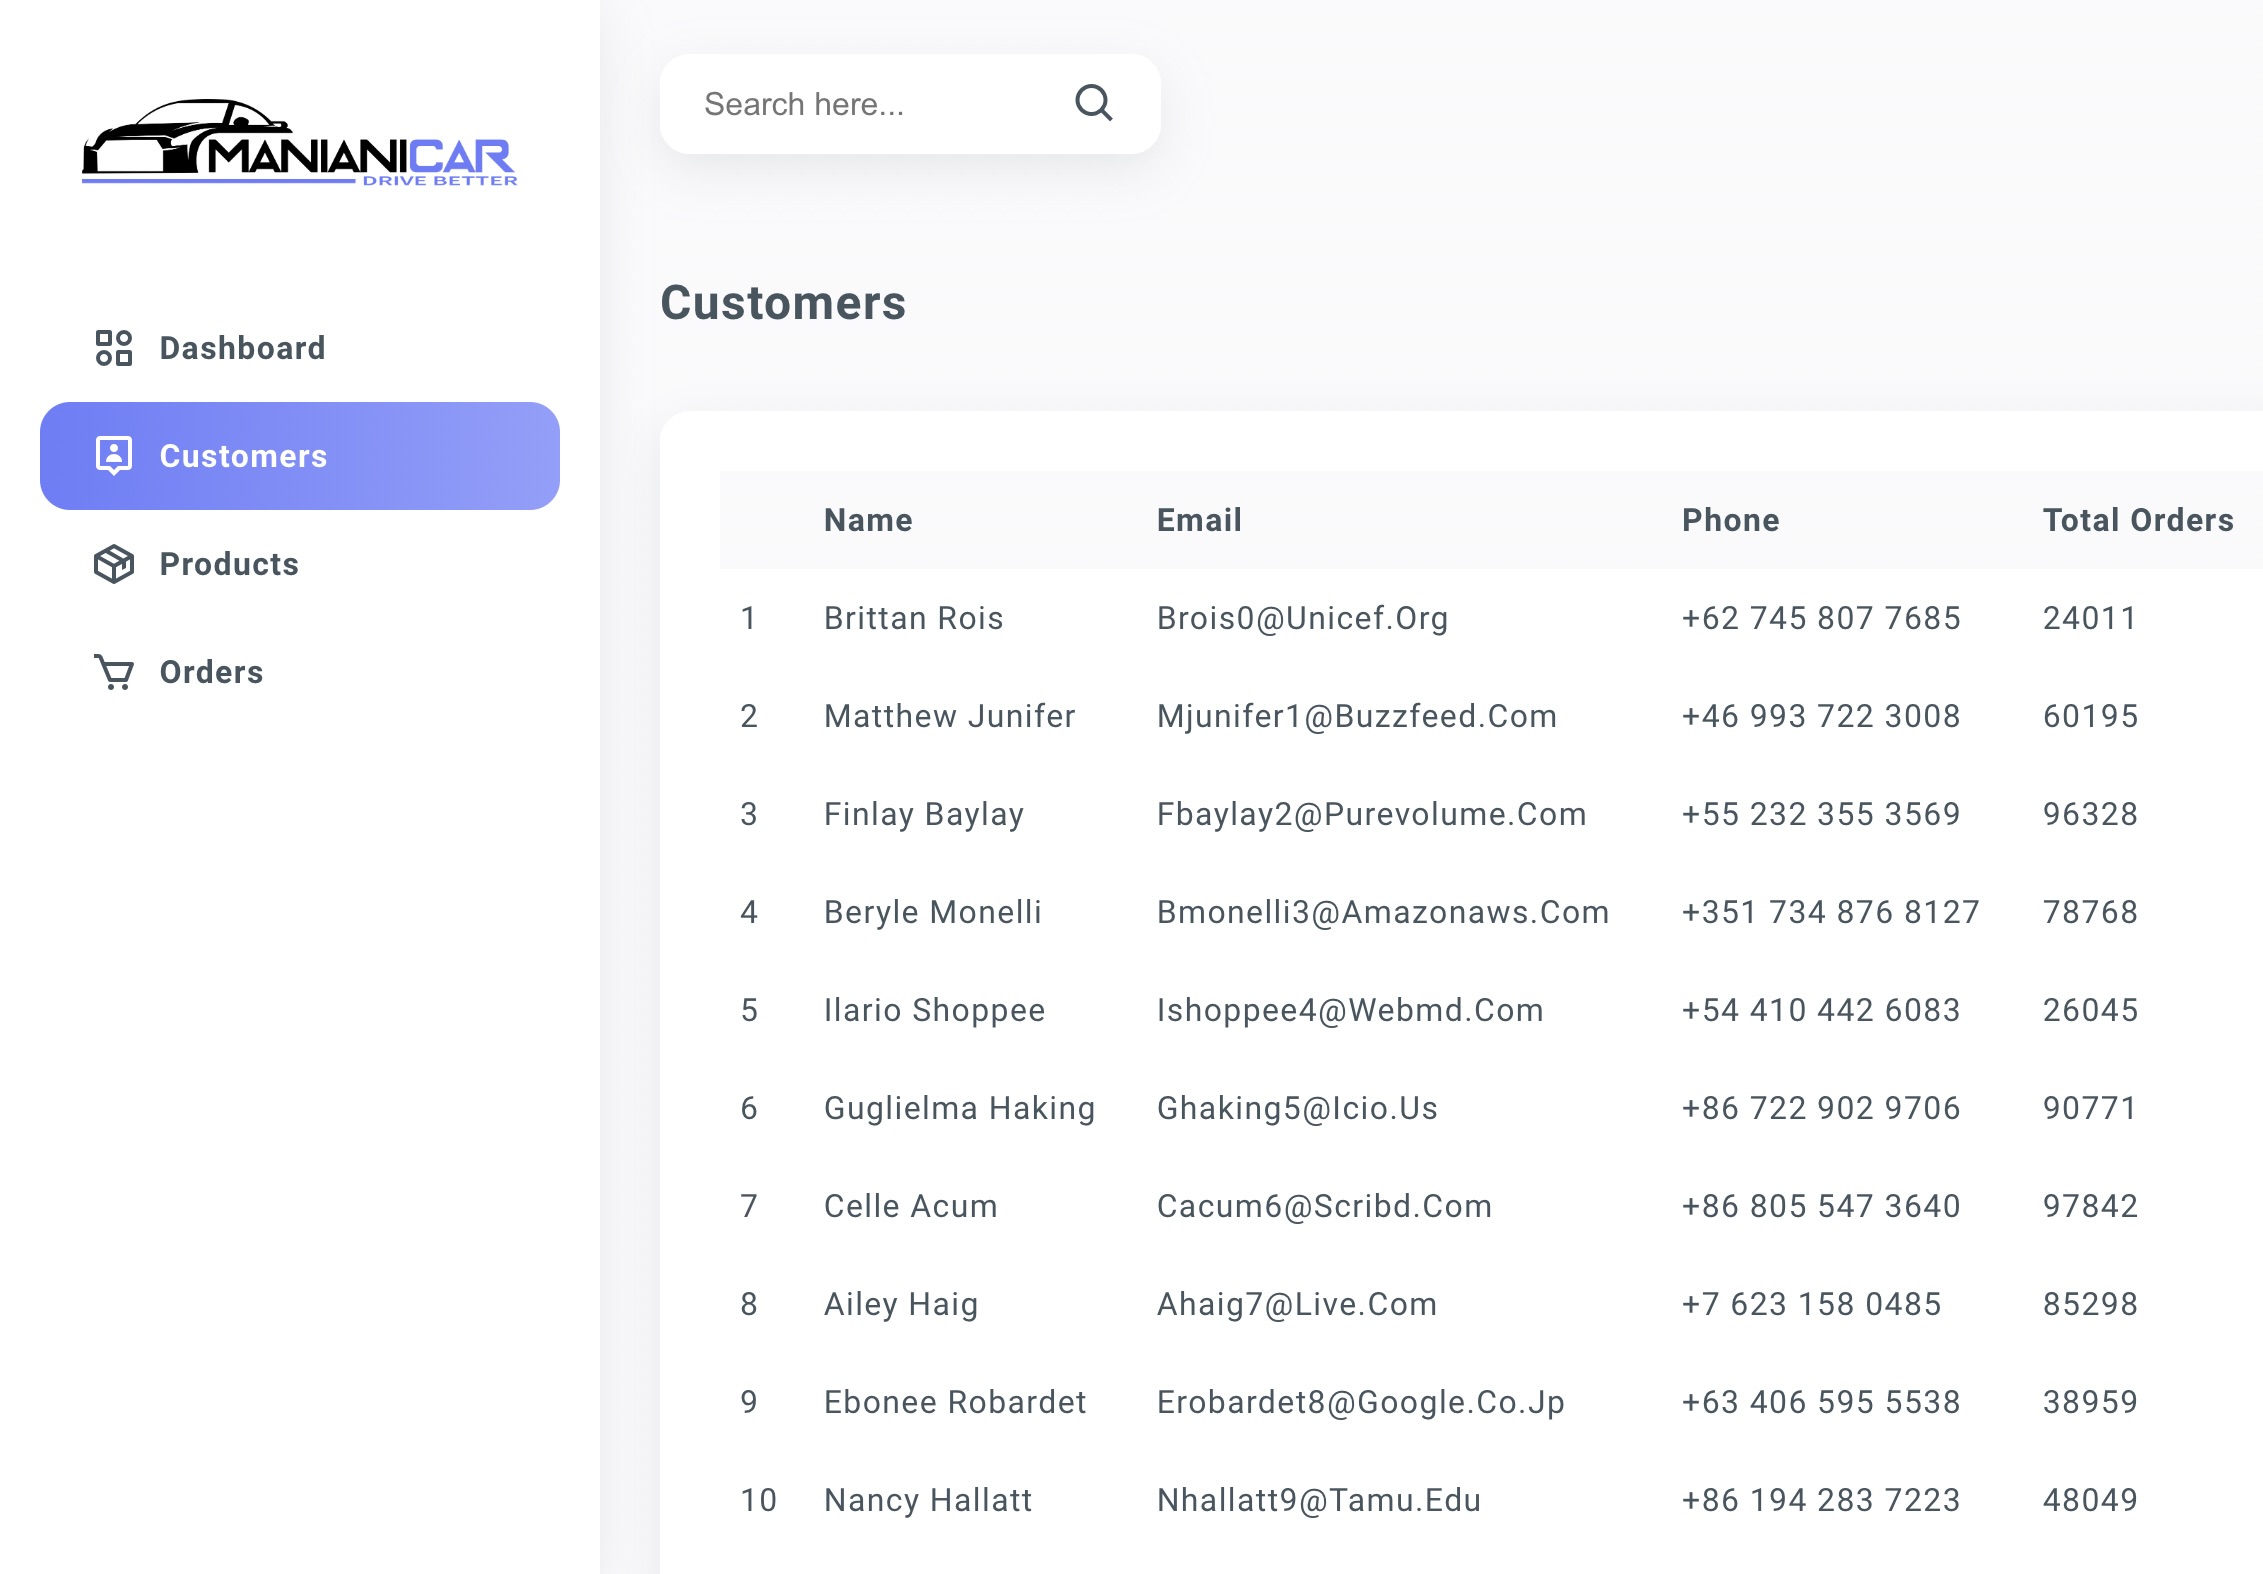 MANIANICAR
DRIVE BETTER
Dashboard
Customers
Products
Orders
Search here...
Customers
Name Email Phone Total Orders
1 Brittan Rois Brois0@Unicef.Org +62 745 807 7685 24011
2 Matthew Junifer Mjunifer1@Buzzfeed.Com +46 993 722 3008 60195
3 Finlay Baylay Fbaylay2@Purevolume.Com +55 232 355 3569 96328
4 Beryle Monelli Bmonelli3@Amazonaws.Com +351 734 876 8127 78768
5 Ilario Shoppee Ishoppee4@Webmd.Com +54 410 442 6083 26045
6 Guglielma Haking Ghaking5@Icio.Us +86 722 902 9706 90771
7 Celle Acum Cacum6@Scribd.Com +86 805 547 3640 97842
8 Ailey Haig Ahaig7@Live.Com +7 623 158 0485 85298
9 Ebonee Robardet Erobardet8@Google.Co.Jp +63 406 595 5538 38959
10 Nancy Hallatt Nhallatt9@Tamu.Edu +86 194 283 7223 48049